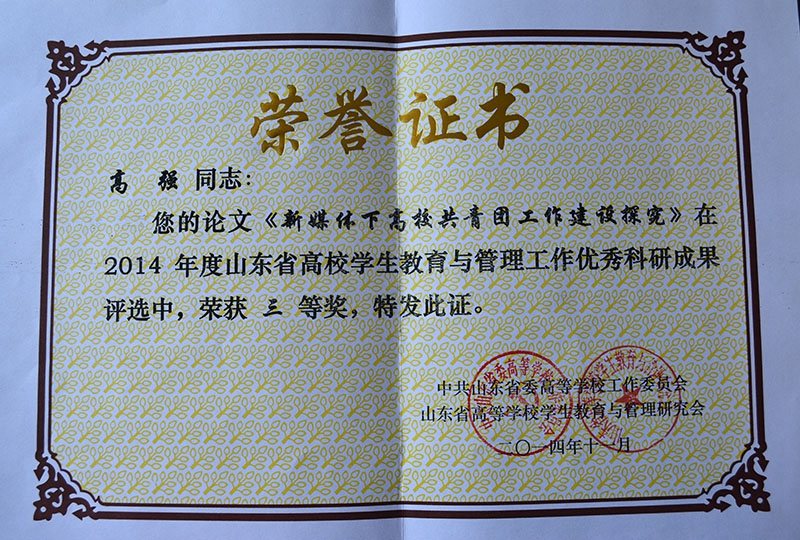 荣誉证书
高 强 同志：
您的论文《新媒体下高校共青团工作建设探究》在
2014 年度山东省高校学生教育与管理工作优秀科研成果
评选中，荣获 三 等奖，特发此证。
中共山东省委高等学校工作委员会
山东省高等学校学生教育与管理研究会
二〇一四年十一月